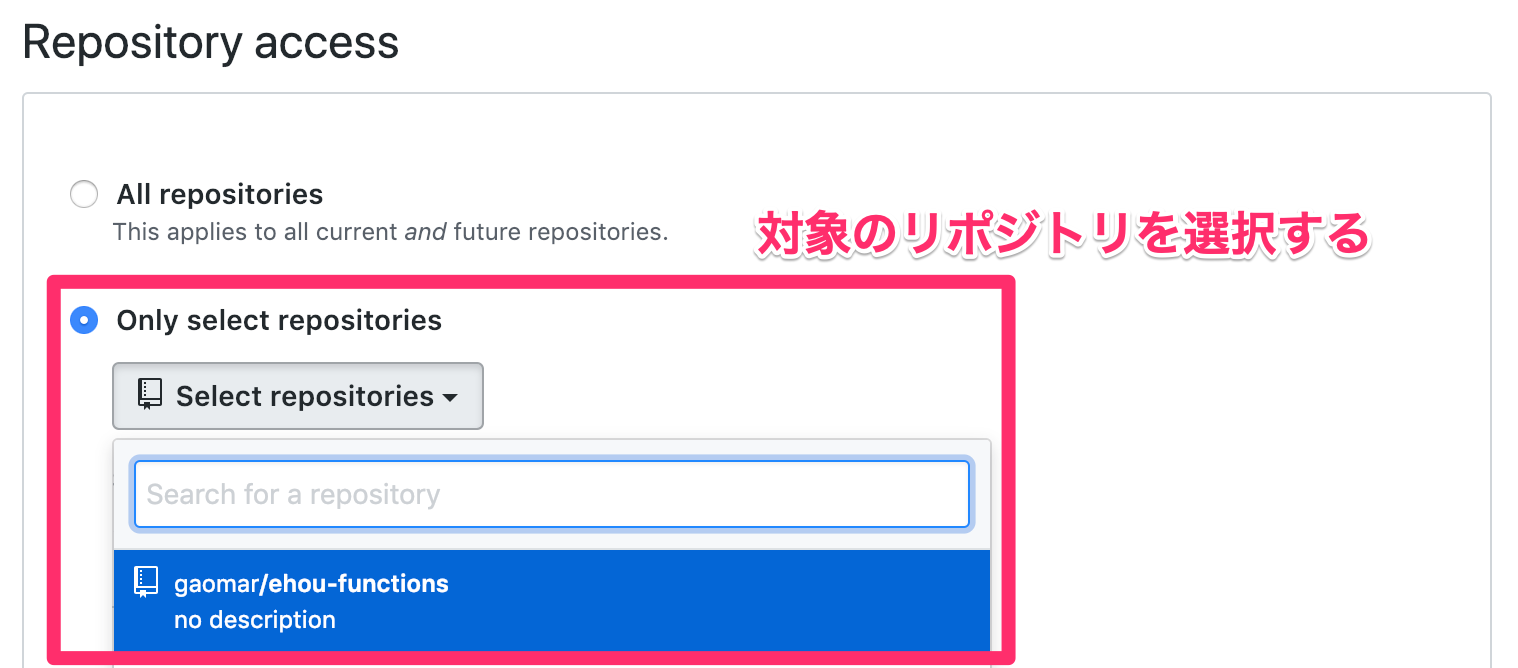 Repository access
All repositories
This applies to all current and future repositories.
対象のリポジトリを選択する
Only select repositories
Select repositories
Search for a repository
gaomar/ehou-functions
no description